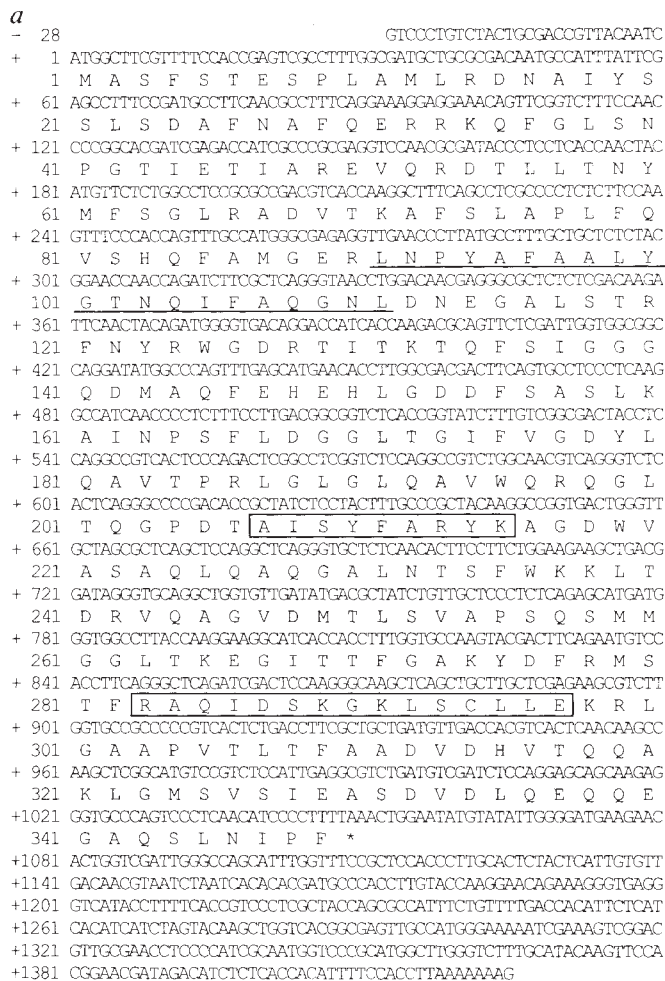 a
- 28 GTCCCTGTCTACTGCGACCGTTACAATC
+ 1 ATGGCTTCGTTTTCCACCGAGTCGCCTTTGGCGATGCTGCGCGACAATGCCATTTATTCG
1 M A S F S T E S P L A M L R D N A I Y S
+ 61 AGCCTTTCCGATGCCTTCAACGCCTTTCAGGAAAGGAGGAAACAGTTCGGTCTTTCCAAC
21 S L S D A F N A F Q E R R K Q F G L S N
+ 121 CCCGGCACGATCGAGACCATCGCCCGCGAGGTCCAACGCGATACCCTCCTCACCAACTAC
41 P G T I E T I A R E V Q R D T L L T N Y
+ 181 ATGTTCTCTGGCCTCCGCGCCGACGTCACCAAGGCTTTCAGCCTCGCCCCTCTCTTCCAA
61 M F S G L R A D V T K A F S L A P L F Q
+ 241 GTTTCCCACCAGTTTGCCATGGGCGAGAGGTTGAACCCTTATGCCTTTGCTGCTCTCTAC
81 V S H Q F A M G E R L N P Y A F A A L Y
+ 301 GGAACCAACCAGATCTTCGCTCAGGGTAACCTGGACAACGAGGGCGCTCTCTCGACAAGA
101 G T N Q I F A Q G N L D N E G A L S T R
+ 361 TTCAACTACAGATGGGGTGACAGGACCATCACCAAGACGCAGTTCTCGATTGGTGGCGGC
121 F N Y R W G D R T I T K T Q F S I G G G
+ 421 CAGGATATGGCCCAGTTTGAGCATGAACACCTTGGCGACGACTTCAGTGCCTCCCTCAAG
141 Q D M A Q F E H E H L G D D F S A S L K
+ 481 GCCATCAACCCCTCTTTCCTTGACGGCGGTCTCACCGGTATCTTTGTCGGCGACTACCTC
161 A I N P S F L D G G L T G I F V G D Y L
+ 541 CAGGCCGTCACTCCCAGACTCGGCCTCGGTCTCCAGGCCGTCTGGCAACGTCAGGGTCTC
181 Q A V T P R L G L G L Q A V W Q R Q G L
+ 601 ACTCAGGGCCCCGACACCGCTATCTCCTACTTTGCCCGCTACAAGGCCGGTGACTGGGTT
201 T Q G P D T A I S Y F A R Y K A G D W V
+ 661 GCTAGCGCTCAGCTCCAGGCTCAGGGTGCTCTCAACACTTCCTTCTGGAAGAAGCTGACG
221 A S A Q L Q A Q G A L N T S F W K K L T
+ 721 GATAGGGTGCAGGCTGGTGTTGATATGACGCTATCTGTTGCTCCCTCTCAGAGCATGATG
241 D R V Q A G V D M T L S V A P S Q S M M
+ 781 GGTGGCCTTACCAAGGAAGGCATCACCACCTTTGGTGCCAAGTACGACTTCAGAATGTCC
261 G G L T K E G I T T F G A K Y D F R M S
+ 841 ACCTTCAGGGCTCAGATCGACTCCAAGGGCAAGCTCAGCTGCTTGCTCGAGAAGCGTCTT
281 T F R A Q I D S K G K L S C L L E K R L
+ 901 GGTGCCGCCCCCGTCACTCTGACCTTCGCTGCTGATGTTGACCACGTCACTCAACAAGCC
301 G A A P V T L T F A A D V D H V T Q Q A
+ 961 AAGCTCGGCATGTCCGTCTCCATTGAGGCGTCTGATGTCGATCTCCAGGAGCAGCAAGAG
321 K L G M S V S I E A S D V D L Q E Q Q E
+1021 GGTGCCCAGTCCCTCAACATCCCCTTTTAAACTGGAATATGTATATTGGGGATGAAGAAC
341 G A Q S L N I P F *
+1081 ACTGGTCGATTGGGCCAGCATTTGGTTTCCGCTCCACCCTTGCACTCTACTCATTGTGTT
+1141 GACAACGTAATCTAATCACACACGATGCCCACCTTGTACCAAGGAACAGAAAGGGTGAGG
+1201 GTCATACCTTTTTCACCGTCCCTCGCTACCAGCGCCATTTCTGTTTTGACCACATTCTCAT
+1261 CACATCATCTAGTACAAGCTGGTCACGGCGAGTTGCCATGGGAAAAATCGAAAGTCGGAC
+1321 GTTGCGAACCTCCCCATCGCAATGGTCCCGCATGGCTTGGGTCTTTGCATACAAGTTCCA
+1381 CGGAACGATAGACATCTCTCACCACATTTTCCACCTTAAAAAAAG